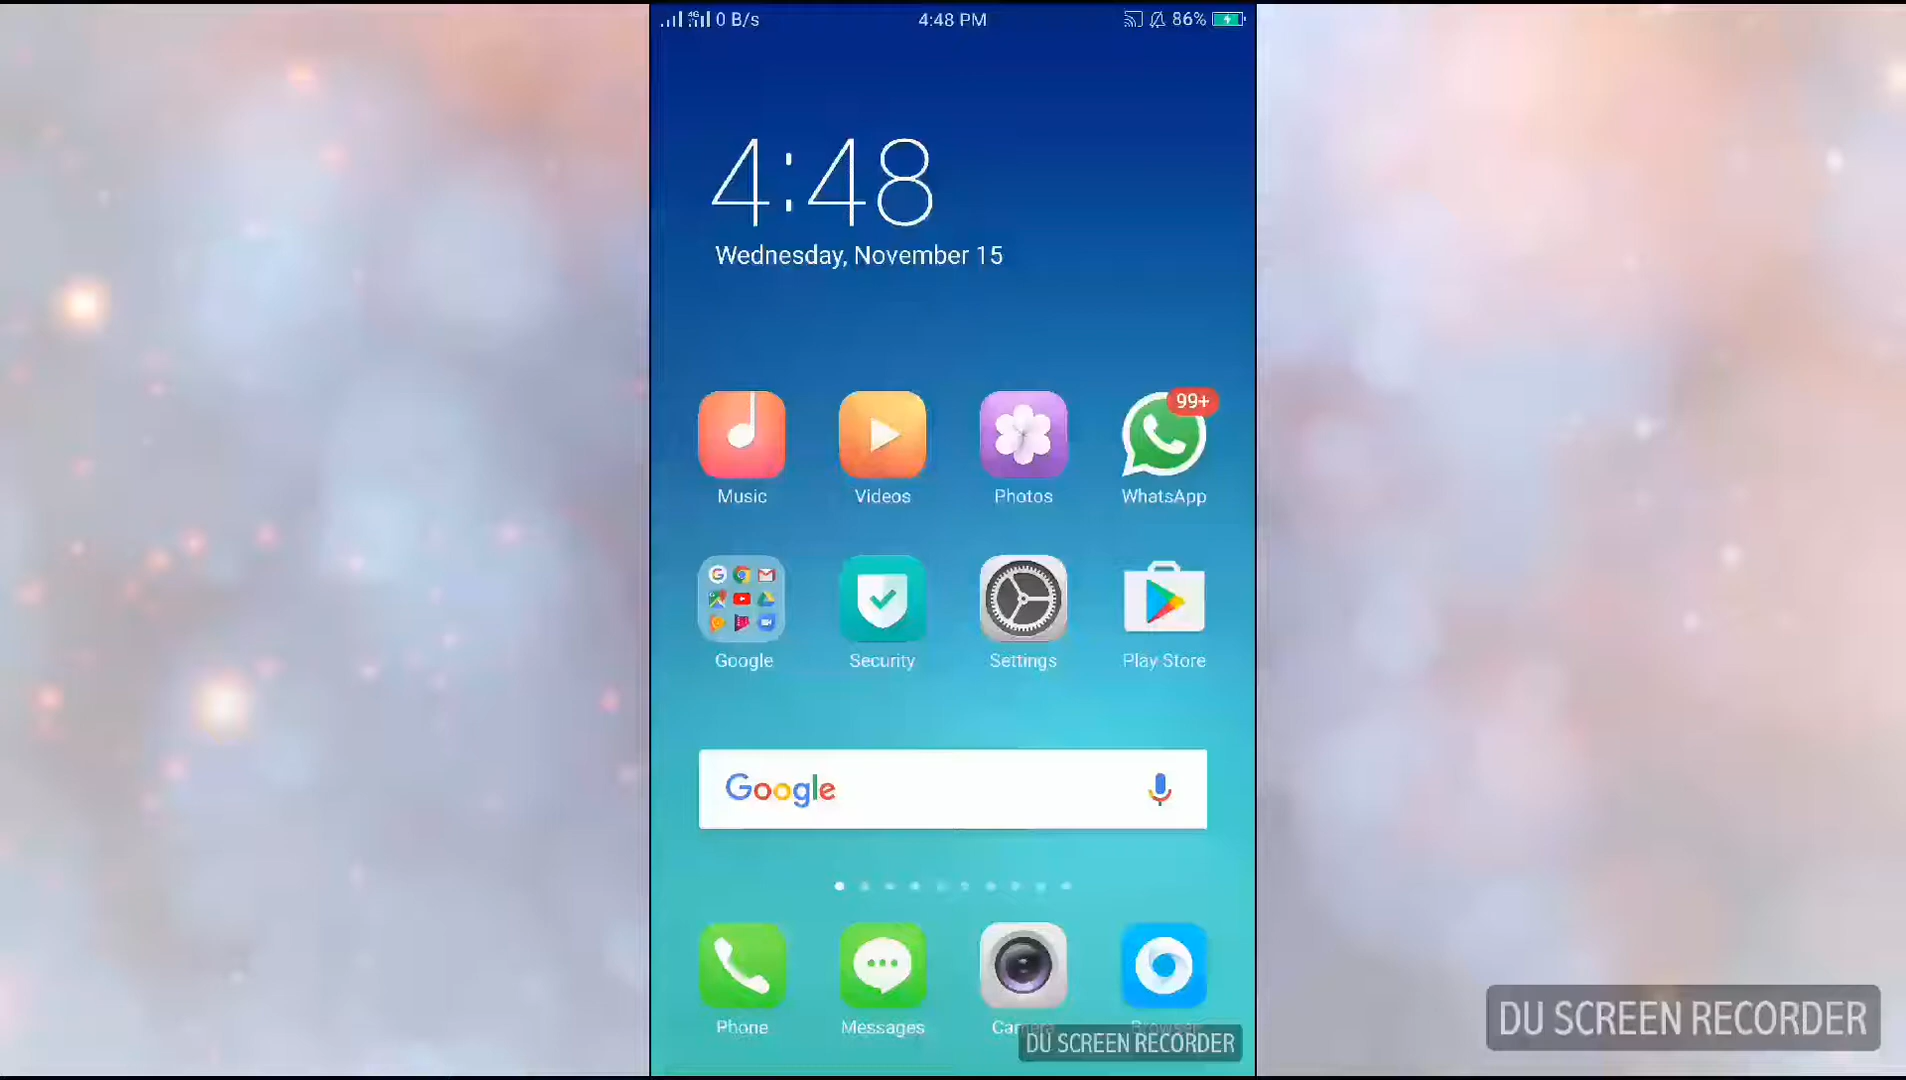 4G 0 B/s 4:48 PM 86%
4:48
Wednesday, November 15
99+
Music Videos Photos WhatsApp
Google Security Settings Play Store
Google
Phone Messages Camera Browser
DU SCREEN RECORDER
DU SCREEN RECORDER